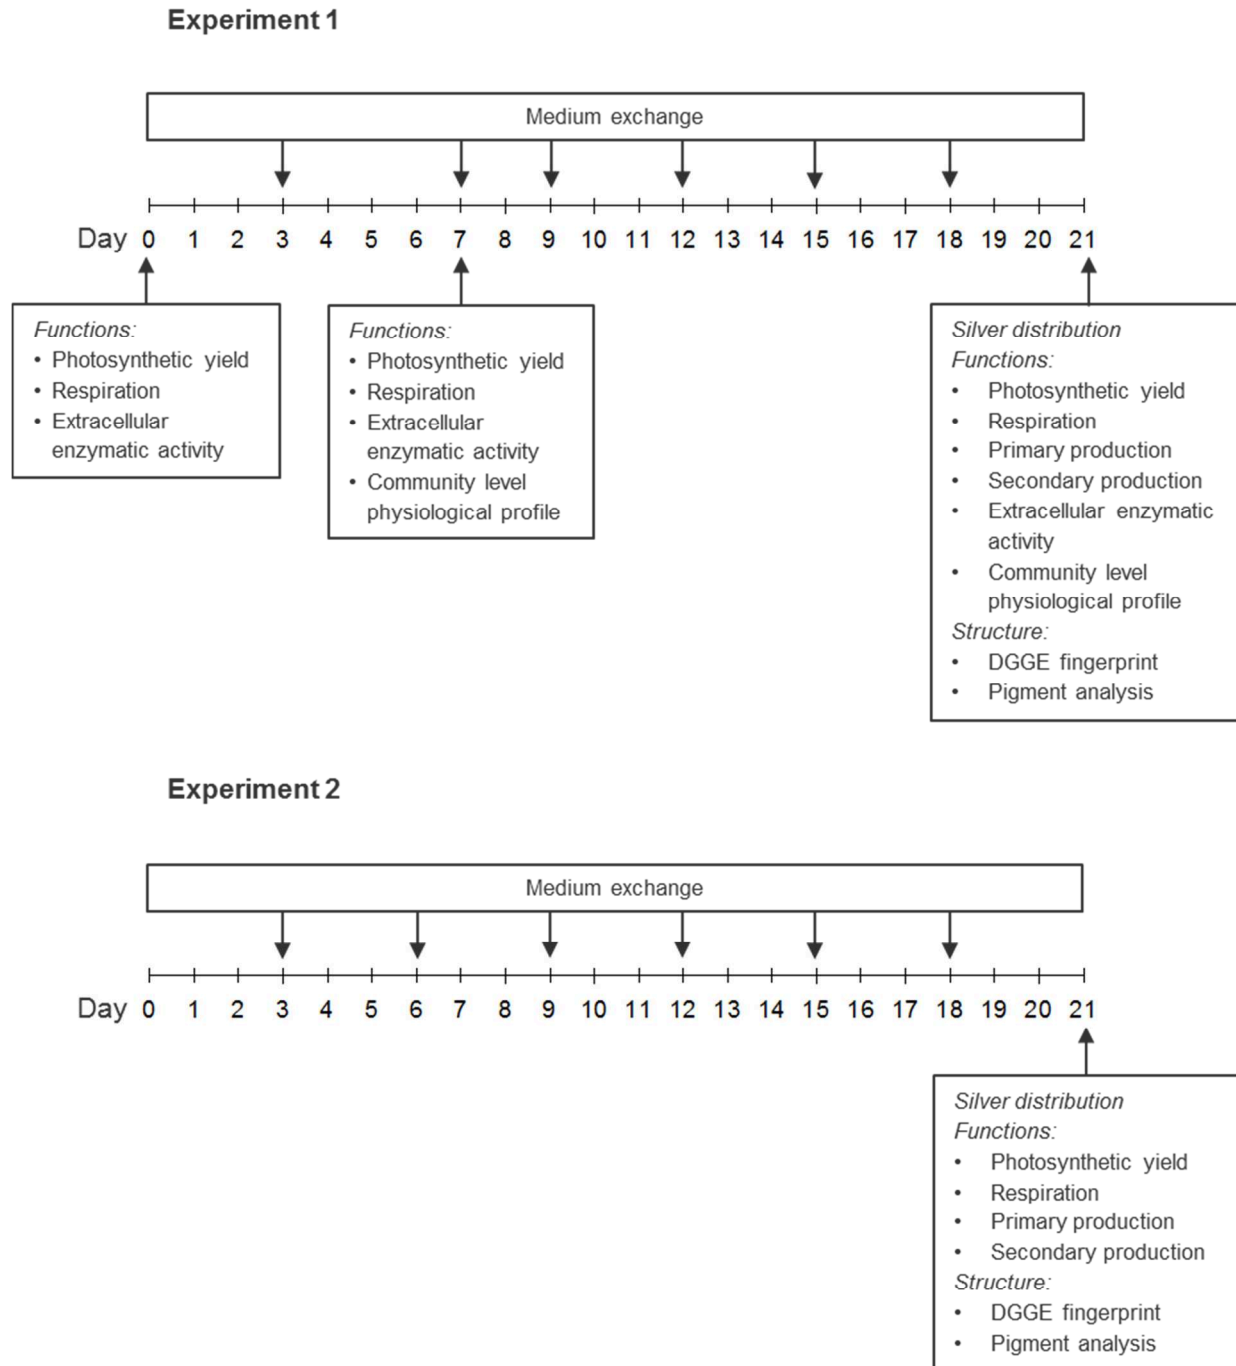 Experiment 1
Medium exchange
Day 0 1 2 3 4 5 6 7 8 9 10 11 12 13 14 15 16 17 18 19 20 21
Functions:
• Photosynthetic yield
• Respiration
• Extracellular
enzymatic activity
Functions:
• Photosynthetic yield
• Respiration
• Extracellular
enzymatic activity
• Community level
physiological profile
Silver distribution
Functions:
• Photosynthetic yield
• Respiration
• Primary production
• Secondary production
• Extracellular enzymatic
activity
• Community level
physiological profile
Structure:
• DGGE fingerprint
• Pigment analysis
Experiment 2
Medium exchange
Day 0 1 2 3 4 5 6 7 8 9 10 11 12 13 14 15 16 17 18 19 20 21
Silver distribution
Functions:
• Photosynthetic yield
• Respiration
• Primary production
• Secondary production
Structure:
• DGGE fingerprint
• Pigment analysis